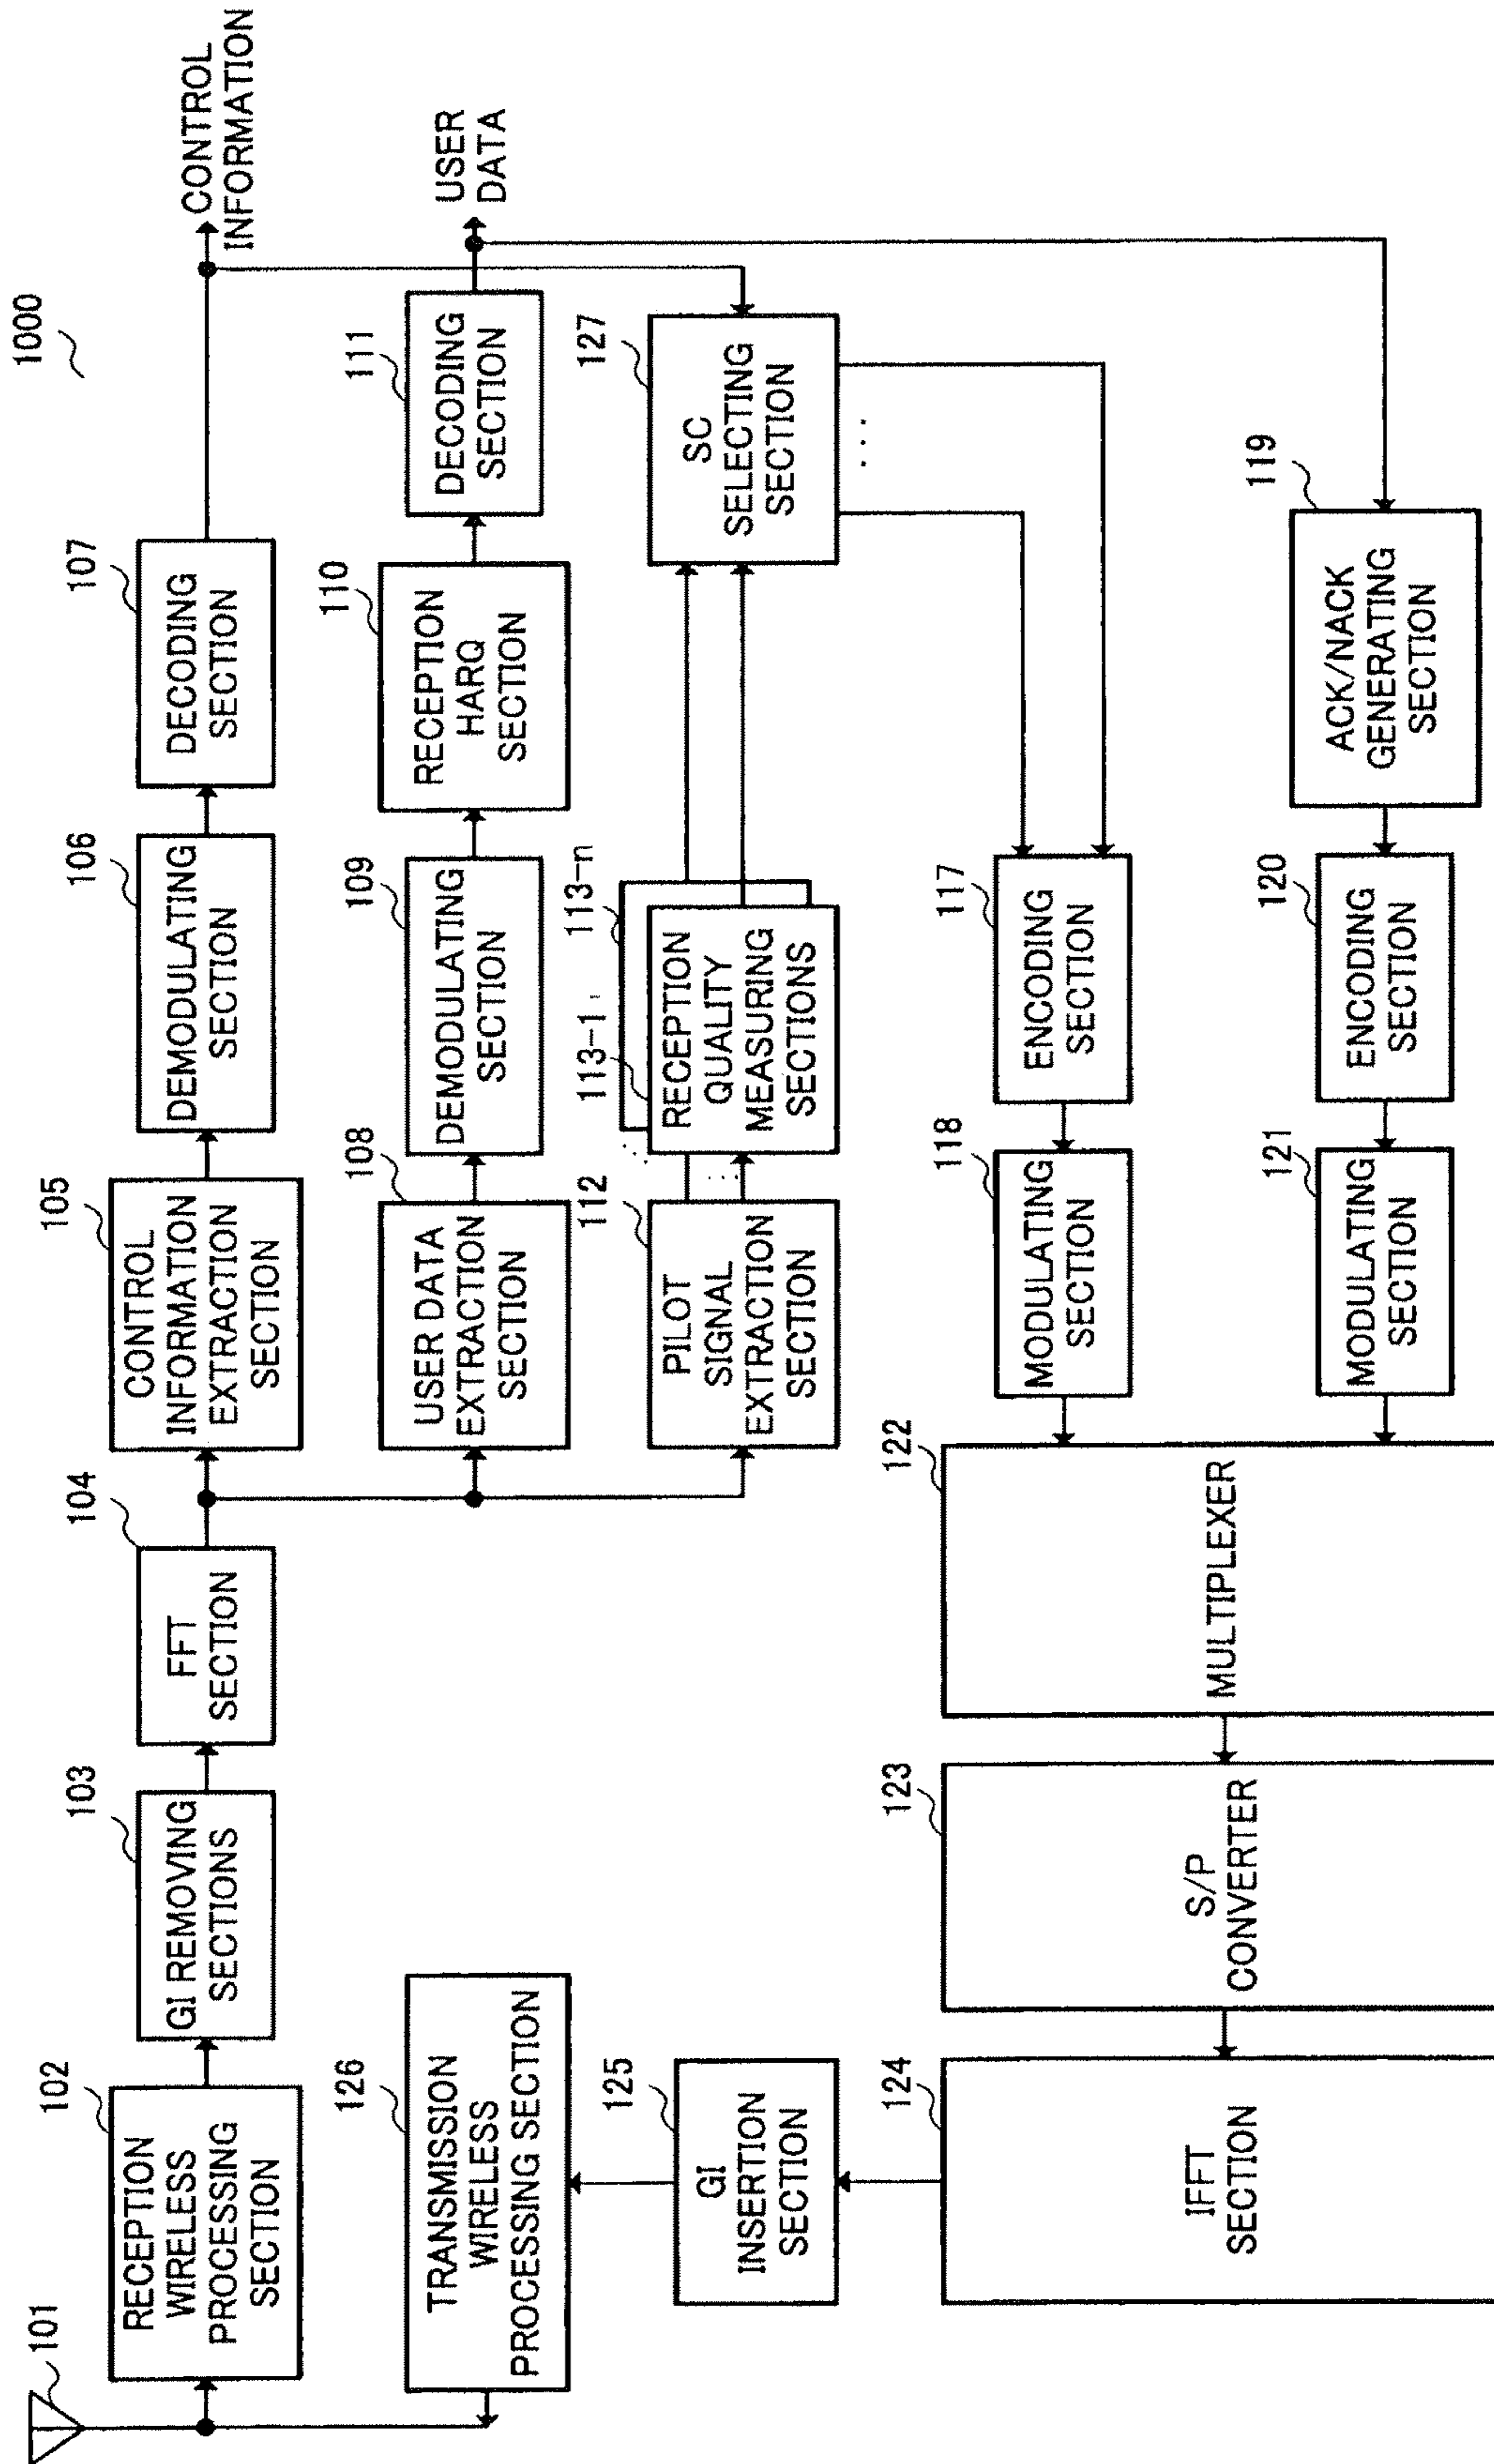 1000
101
102
RECEPTION
WIRELESS
PROCESSING
SECTION
103
GI REMOVING
SECTIONS
104
FFT
SECTION
105
CONTROL
INFORMATION
EXTRACTION
SECTION
106
DEMODULATING
SECTION
107
DECODING
SECTION
CONTROL
INFORMATION
108
USER DATA
EXTRACTION
SECTION
109
DEMODULATING
SECTION
110
RECEPTION
HARQ
SECTION
111
DECODING
SECTION
USER
DATA
112
PILOT
SIGNAL
EXTRACTION
SECTION
113-1
113-n
RECEPTION
QUALITY
MEASURING
SECTIONS
127
SC
SELECTING
SECTION
126
TRANSMISSION
WIRELESS
PROCESSING SECTION
125
GI
INSERTION
SECTION
124
IFFT
SECTION
123
S/P
CONVERTER
122
MULTIPLEXER
118
MODULATING
SECTION
117
ENCODING
SECTION
121
MODULATING
SECTION
120
ENCODING
SECTION
119
ACK/NACK
GENERATING
SECTION